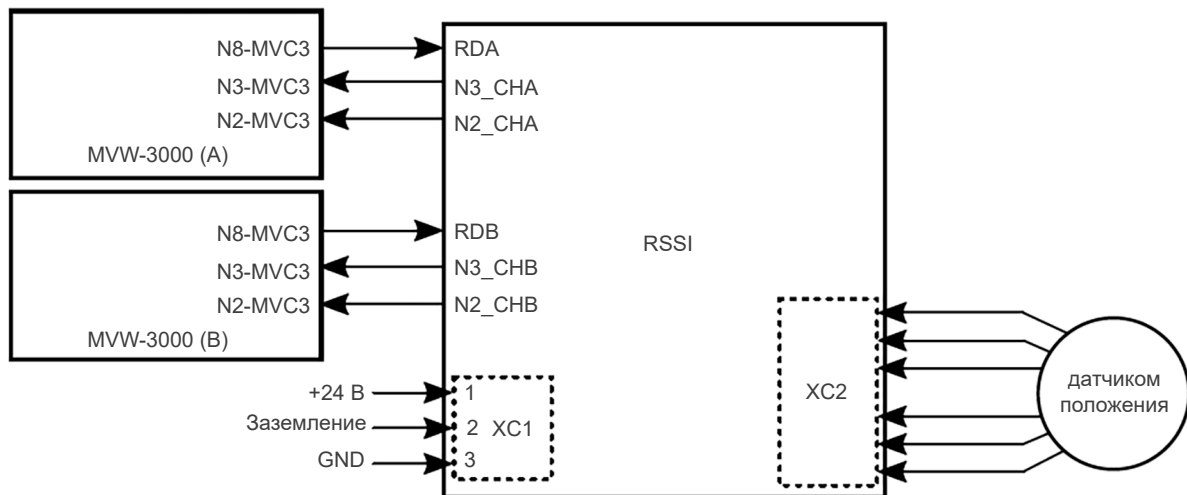 N8-MVC3
N3-MVC3
N2-MVC3
MVW-3000 (A)
RDA
N3_CHA
N2_CHA
N8-MVC3
N3-MVC3
N2-MVC3
MVW-3000 (B)
RDB
N3_CHB
N2_CHB
RSSI
+24 В
Заземление
GND
1
2
3
XC1
XC2
датчиком
положения